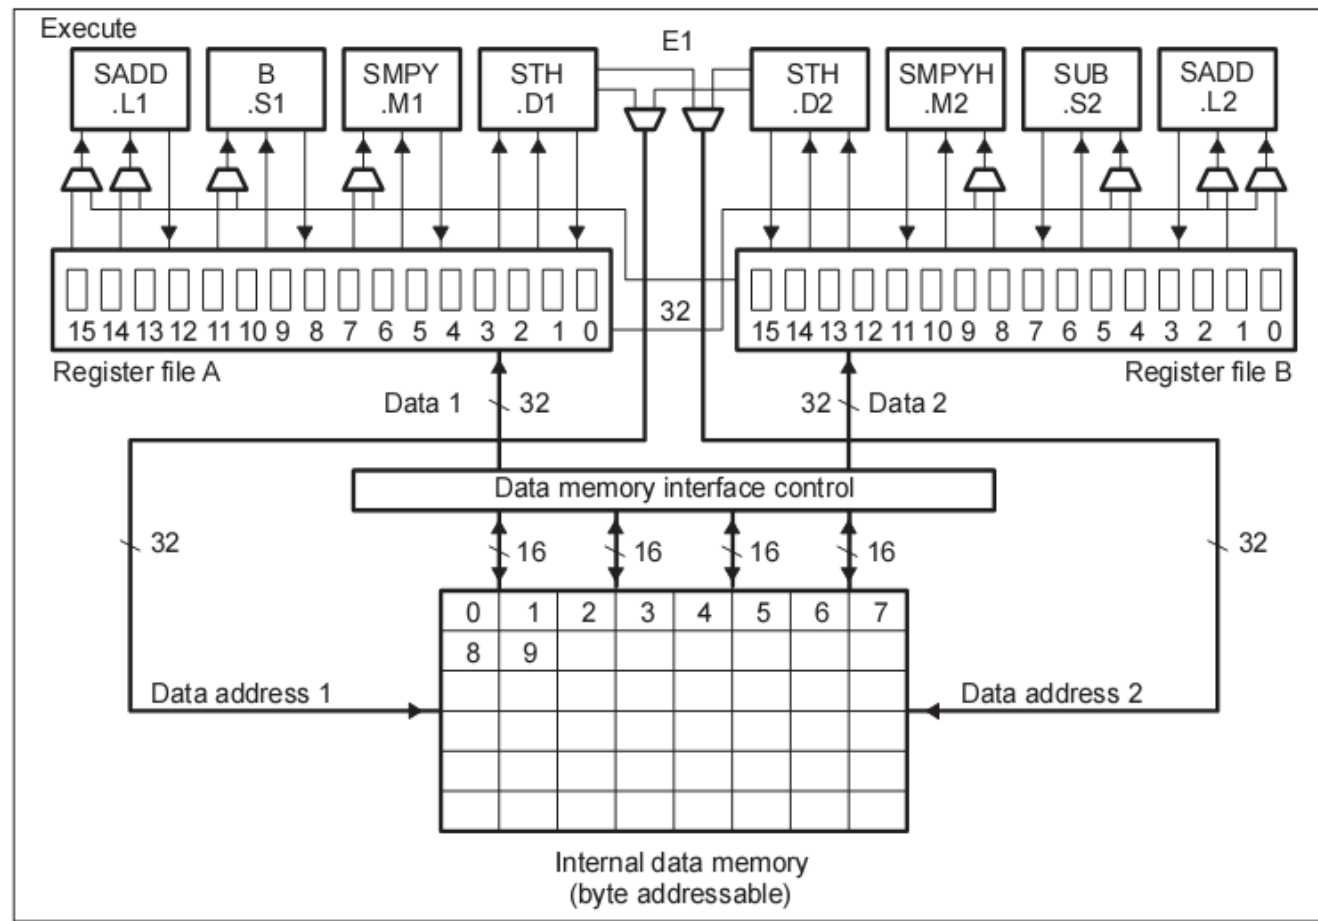 Execute
E1
SADD
.L1
B
.S1
SMPY
.M1
STH
.D1
STH
.D2
SMPYH
.M2
SUB
.S2
SADD
.L2
15 14 13 12 11 10 9 8 7 6 5 4 3 2 1 0
32
15 14 13 12 11 10 9 8 7 6 5 4 3 2 1 0
Register file A
Register file B
Data 1 32
32 Data 2
Data memory interface control
32
16 16 16 16
32
0 1 2 3 4 5 6 7
8 9
Data address 1
Data address 2
Internal data memory
(byte addressable)